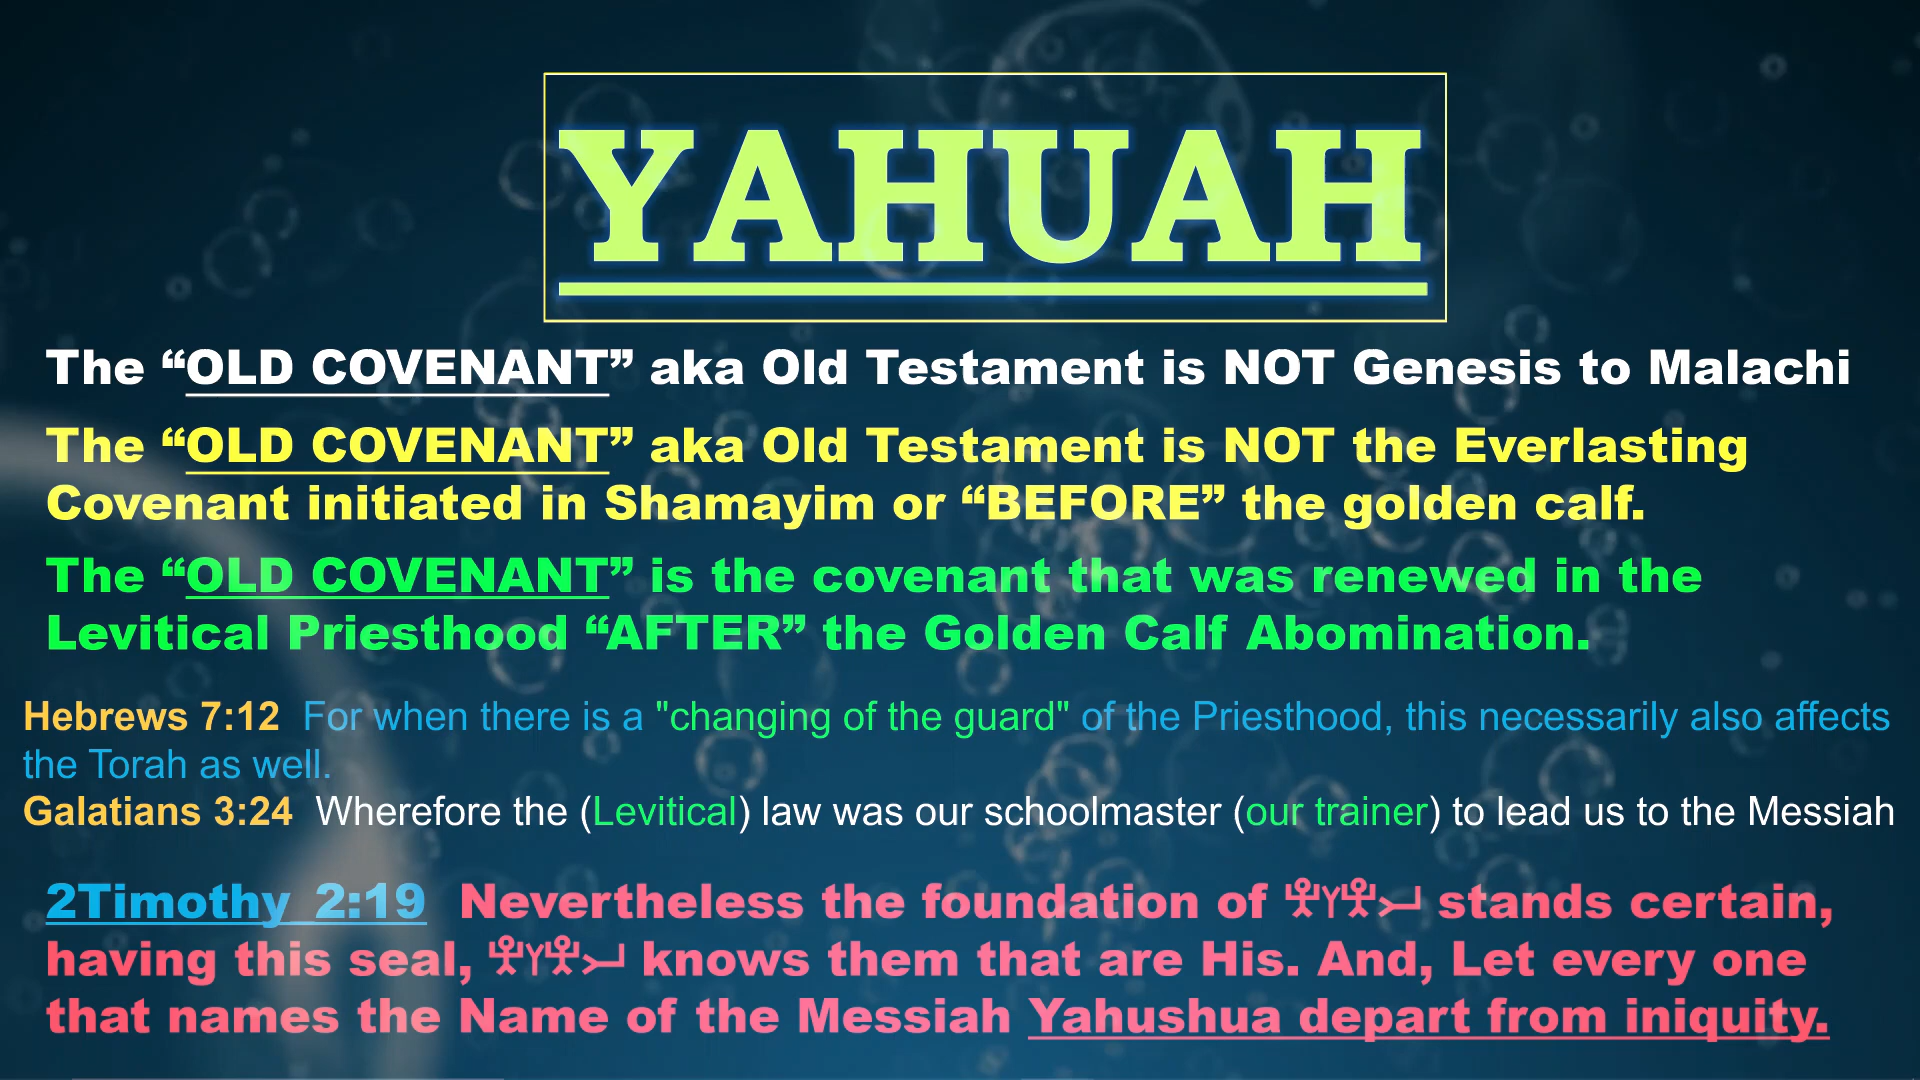 YAHUAH
The “OLD COVENANT” aka Old Testament is NOT Genesis to Malachi
The “OLD COVENANT” aka Old Testament is NOT the Everlasting
Covenant initiated in Shamayim or “BEFORE” the golden calf.
The “OLD COVENANT” is the covenant that was renewed in the
Levitical Priesthood “AFTER” the Golden Calf Abomination.
Hebrews 7:12 For when there is a "changing of the guard" of the Priesthood, this necessarily also affects
the Torah as well.
Galatians 3:24 Wherefore the (Levitical) law was our schoolmaster (our trainer) to lead us to the Messiah
2Timothy 2:19 Nevertheless the foundation of stands certain,
having this seal, knows them that are His. And, Let every one
that names the Name of the Messiah Yahushua depart from iniquity.